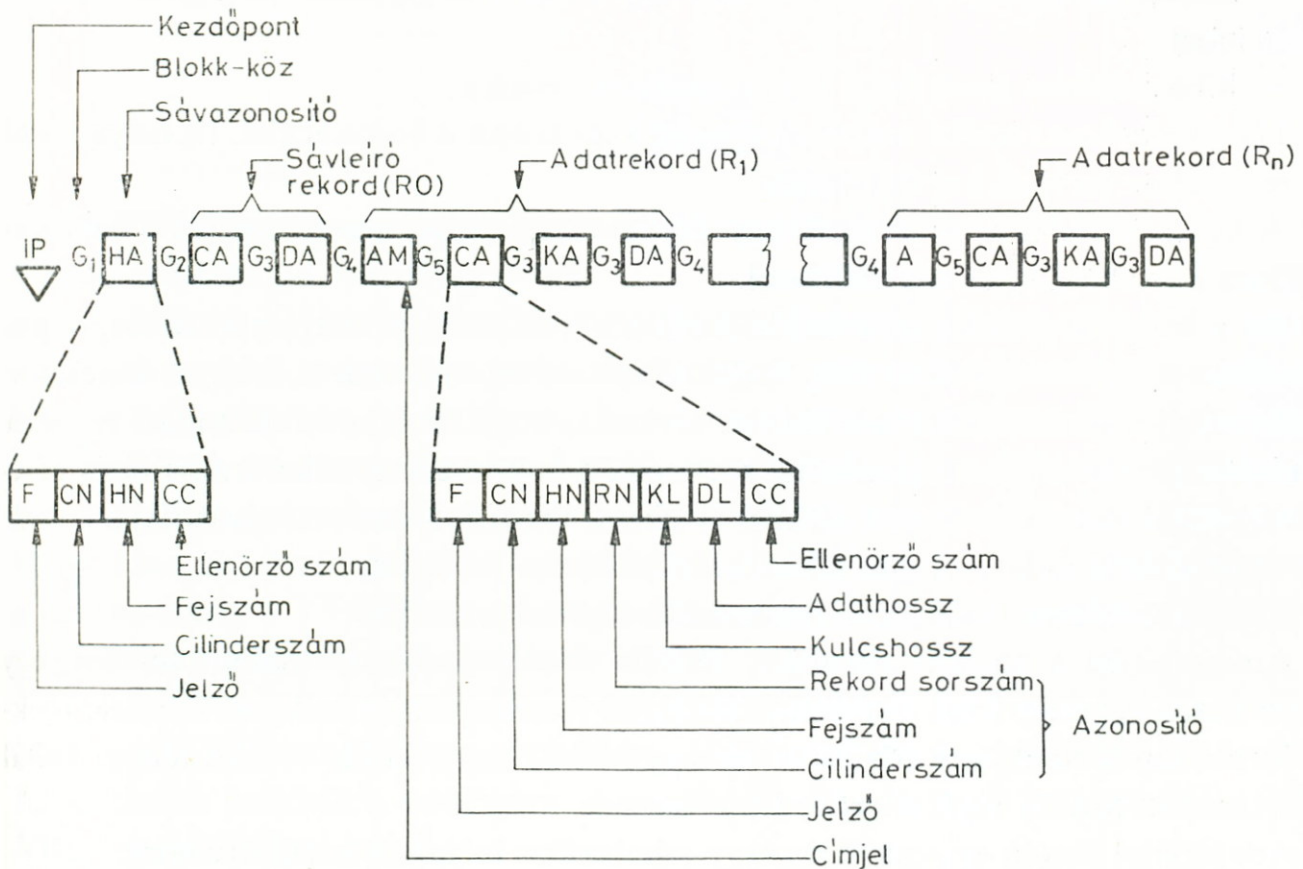 Kezdőpont
Blokk-köz
Sávazonosító
Sávleíró
rekord (R0)
Adatrekord (R₁)
Adatrekord (Rₙ)
IP G₁ HA G₂ CA G₃ DA G₄ AM G₅ CA G₃ KA G₃ DA G₄ G₄ A G₅ CA G₃ KA G₃ DA
F CN HN CC
F CN HN RN KL DL CC
Ellenörző szám
Fejszám
Cilinderszám
Jelző
Ellenörző szám
Adathossz
Kulcshossz
Rekord sorszám
Fejszám
Azonosító
Cilinderszám
Jelző
Címjel